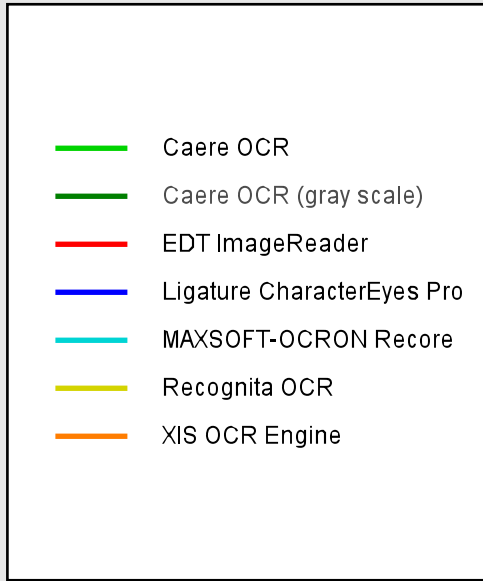 Caere OCR
Caere OCR (gray scale)
EDT ImageReader
Ligature CharacterEyes Pro
MAXSOFT-OCRON Recore
Recognita OCR
XIS OCR Engine